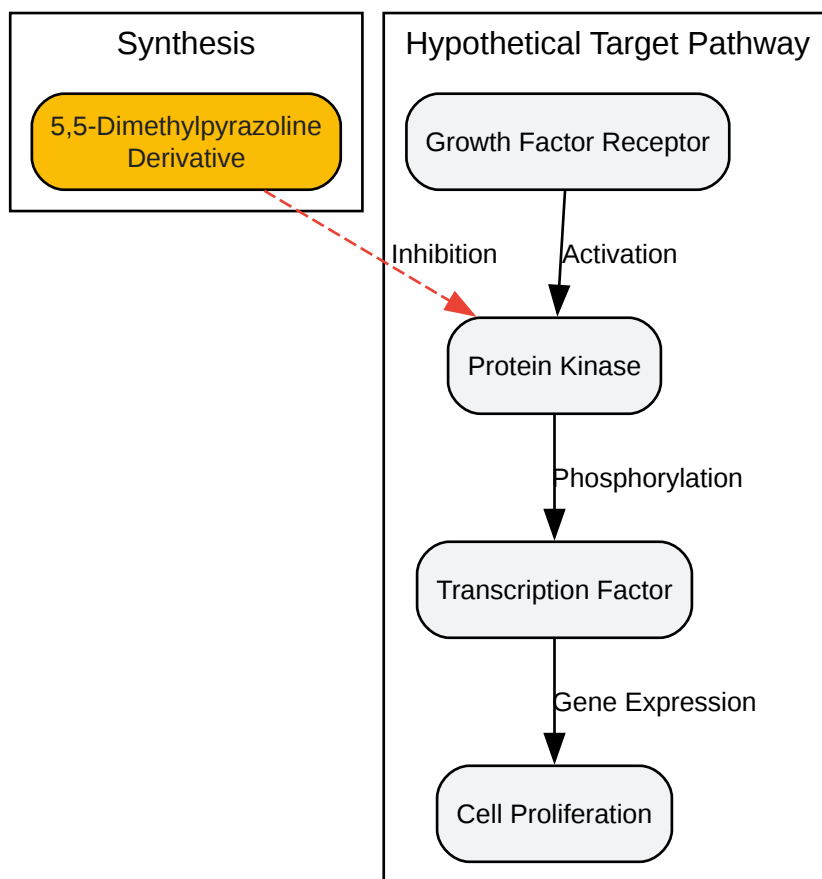 Synthesis
5,5-Dimethylpyrazoline
Derivative
Hypothetical Target Pathway
Growth Factor Receptor
Inhibition
Activation
Protein Kinase
Phosphorylation
Transcription Factor
Gene Expression
Cell Proliferation